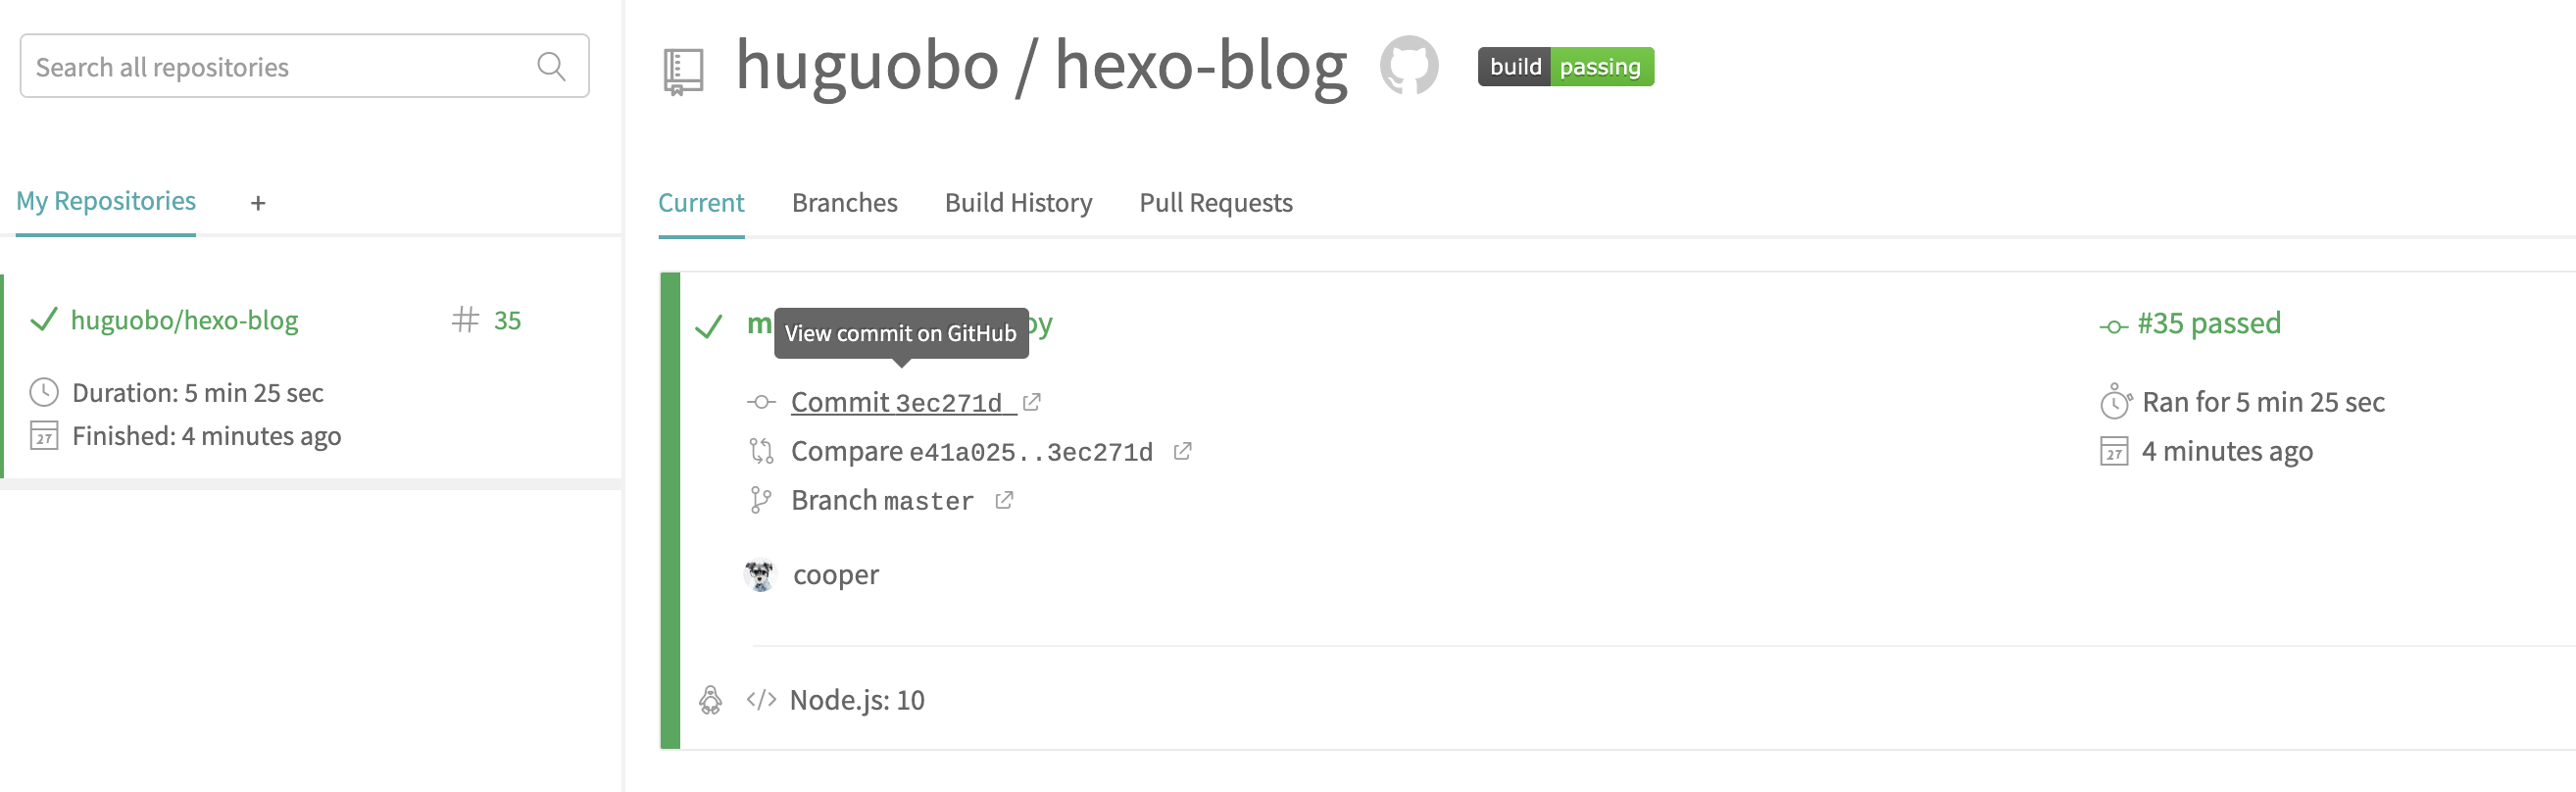 Search all repositories
My Repositories +
huguobo/hexo-blog # 35
Duration: 5 min 25 sec
27 Finished: 4 minutes ago
huguobo / hexo-blog build passing
Current Branches Build History Pull Requests
View commit on GitHub
Commit 3ec271d
Compare e41a025..3ec271d
Branch master
cooper
#35 passed
Ran for 5 min 25 sec
27 4 minutes ago
</> Node.js: 10